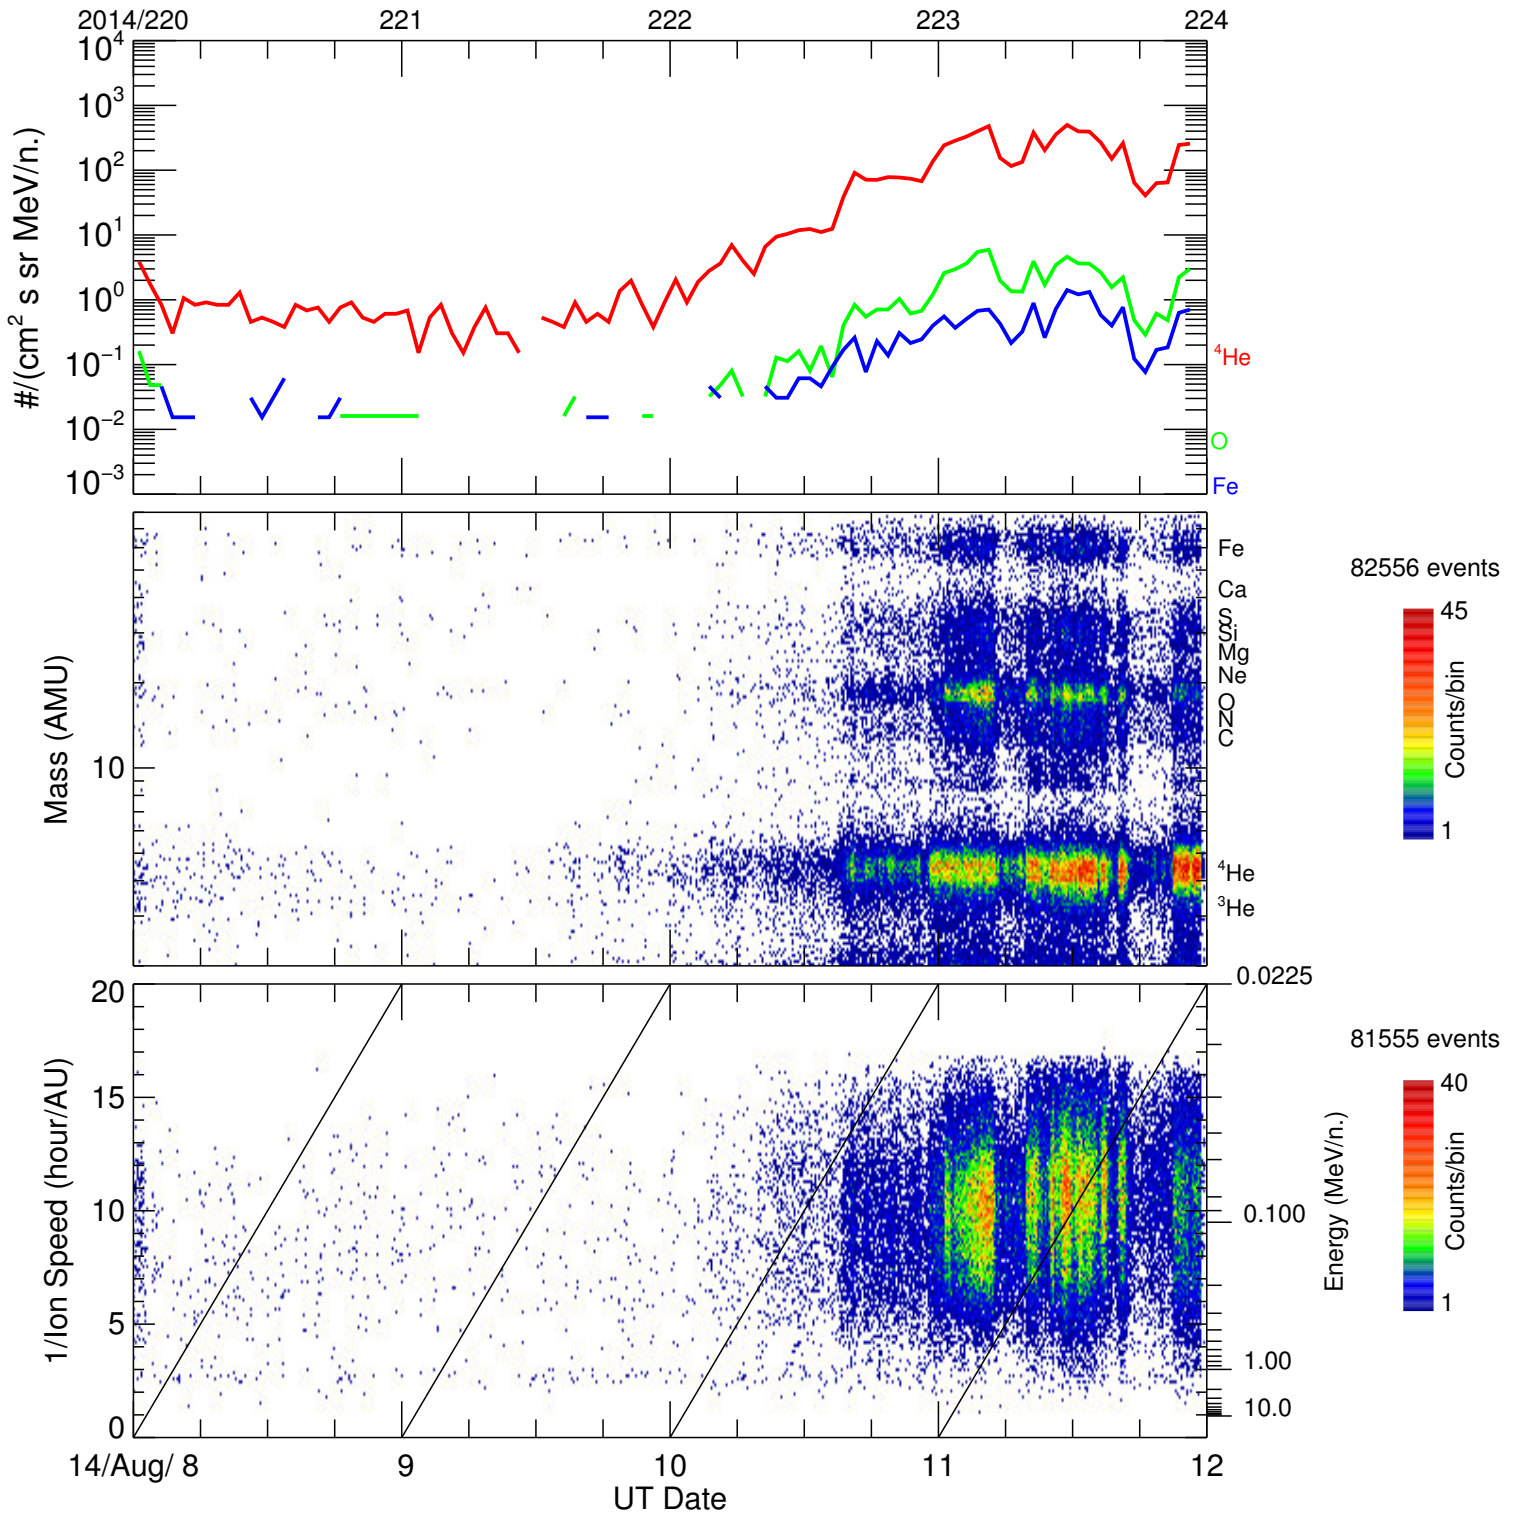 2014/220 221 222 223 224
10⁴
10³
10²
10¹
10⁰
10⁻¹
10⁻²
10⁻³
#/(cm² s sr MeV/n.)
⁴He
O
Fe
Mass (AMU)
10
Fe
Ca
S
Si
Mg
Ne
O
N
C
⁴He
³He
82556 events
45
Counts/bin
1
1/Ion Speed (hour/AU)
20
15
10
5
0
0.0225
0.100
1.00
10.0
Energy (MeV/n.)
81555 events
40
Counts/bin
1
14/Aug/ 8 9 10 11 12
UT Date